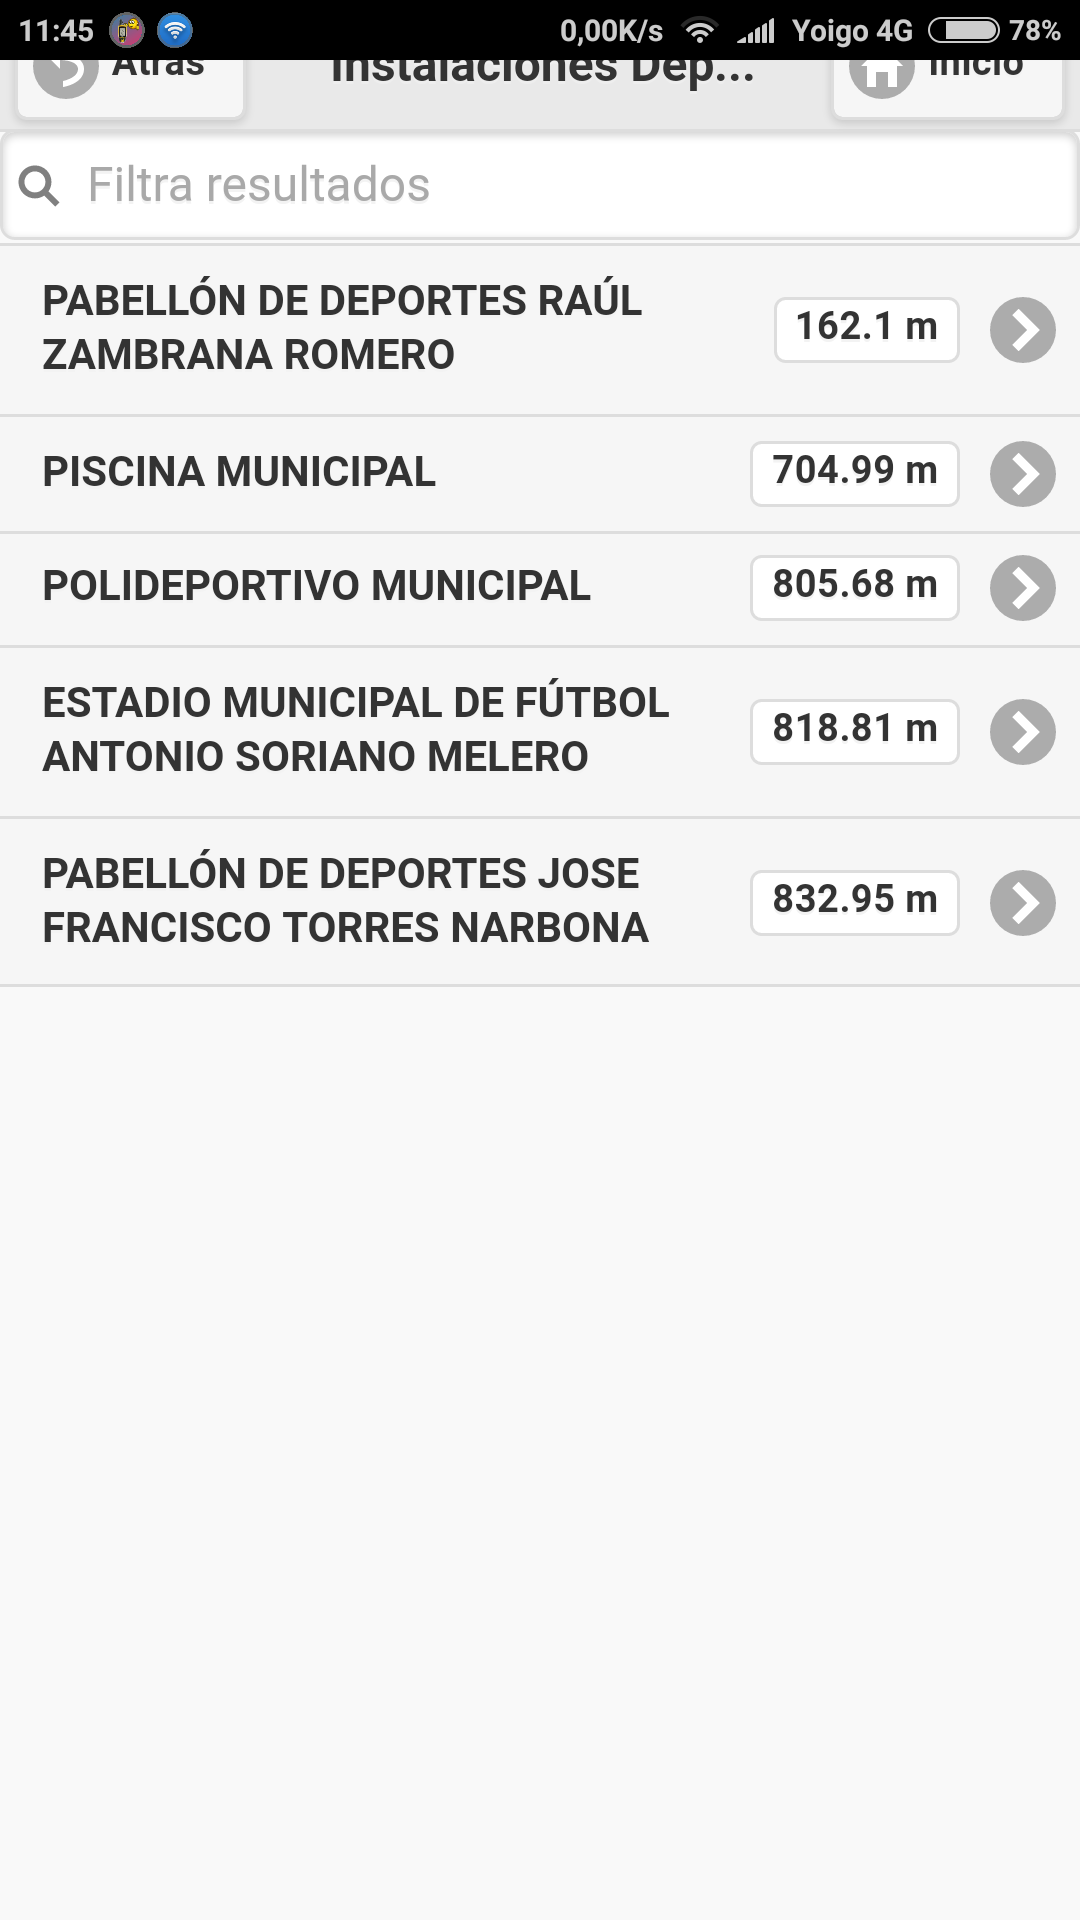 11:45 0,00K/s Yoigo 4G 78%
Atrás Instalaciones Dep... Inicio
Filtra resultados
PABELLÓN DE DEPORTES RAÚL
ZAMBRANA ROMERO
162.1 m
PISCINA MUNICIPAL
704.99 m
POLIDEPORTIVO MUNICIPAL
805.68 m
ESTADIO MUNICIPAL DE FÚTBOL
ANTONIO SORIANO MELERO
818.81 m
PABELLÓN DE DEPORTES JOSE
FRANCISCO TORRES NARBONA
832.95 m